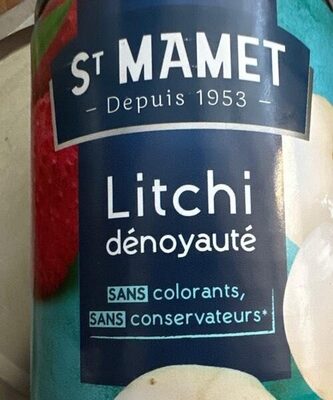 ST MAMET
- Depuis 1953 -
Litchi
dénoyauté
SANS colorants,
SANS conservateurs*